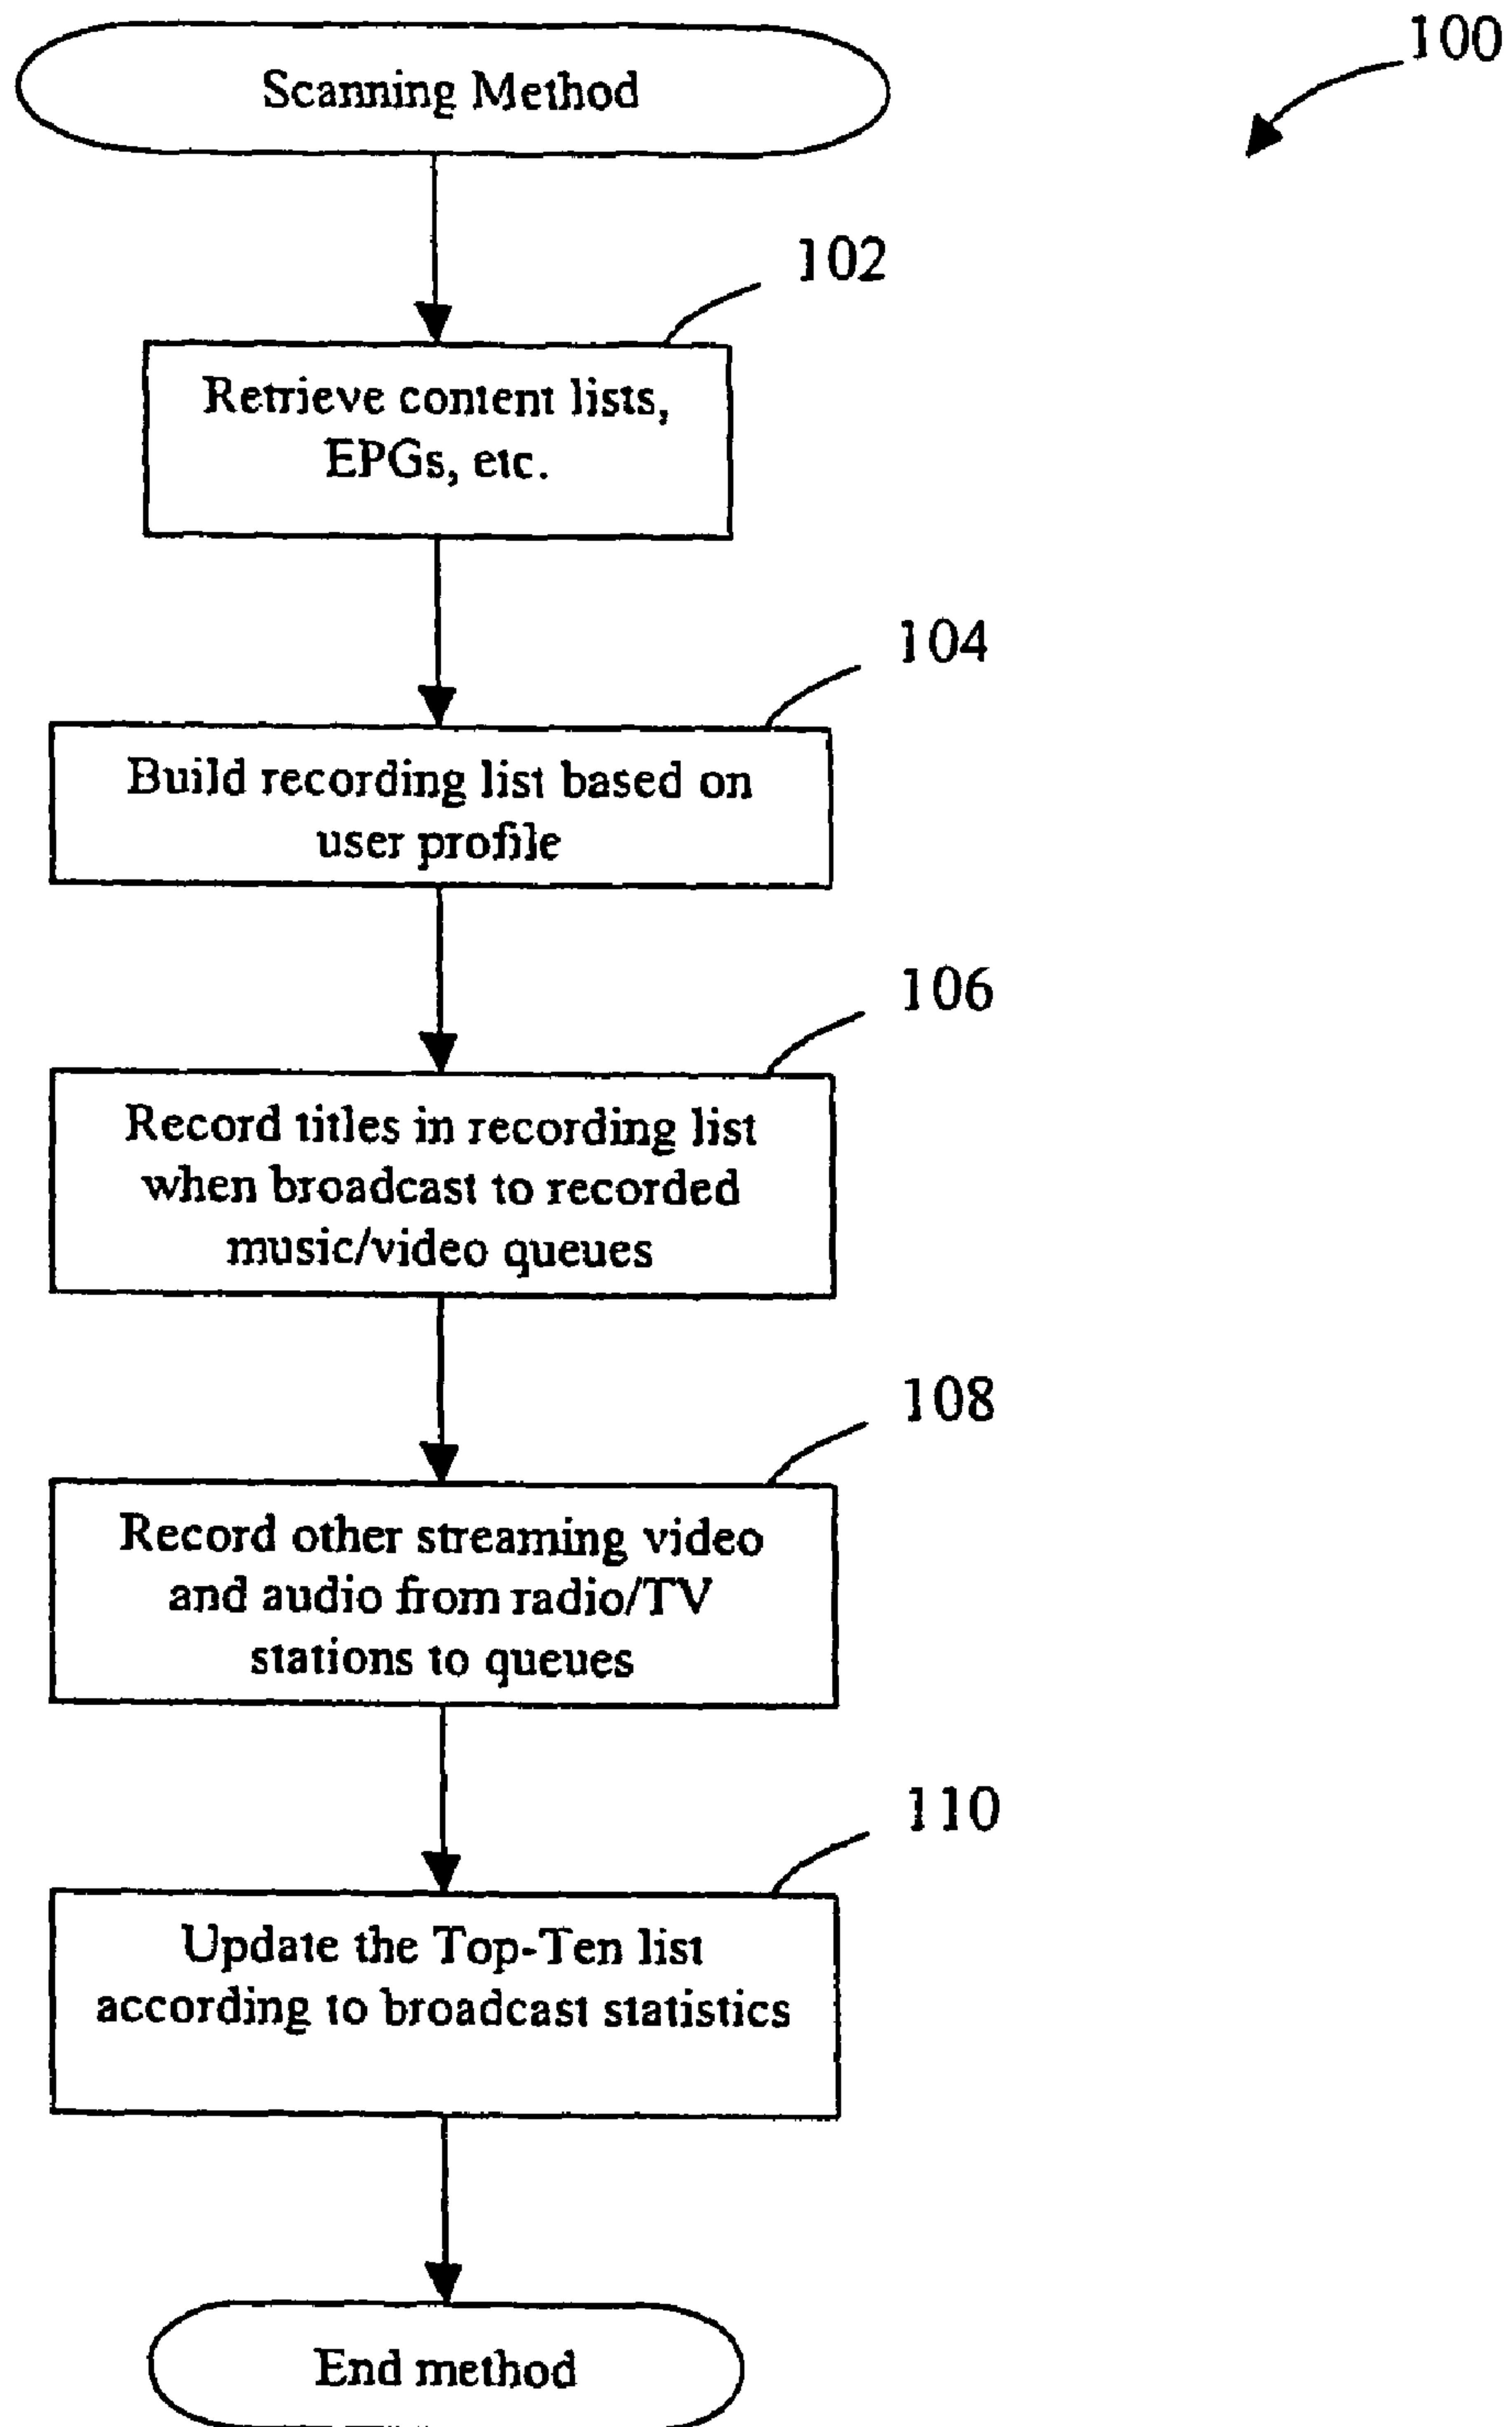 100
Scanning Method
102
Retrieve content lists,
EPGs, etc.
104
Build recording list based on
user profile
106
Record titles in recording list
when broadcast to recorded
music/video queues
108
Record other streaming video
and audio from radio/TV
stations to queues
110
Update the Top-Ten list
according to broadcast statistics
End method